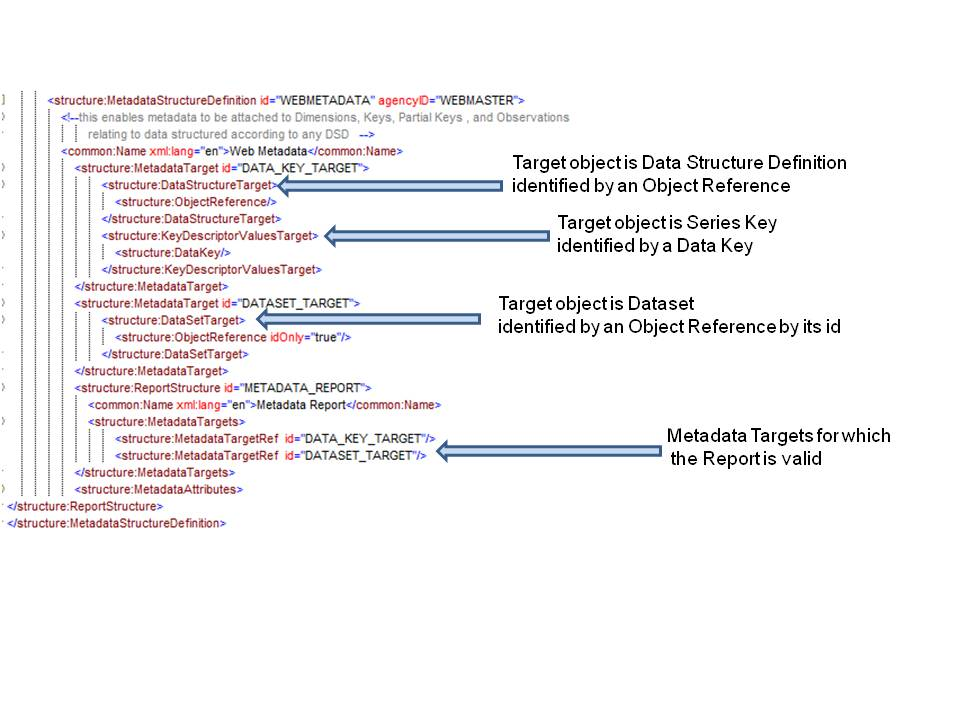 <structure:MetadataStructureDefinition id="WEBMETADATA" agencyID="WEBMASTER">
<!--this enables metadata to be attached to Dimensions, Keys, Partial Keys , and Observations
relating to data structured according to any DSD -->
<common:Name xml:lang="en">Web Metadata</common:Name>
<structure:MetadataTarget id="DATA_KEY_TARGET">
<structure:DataStructureTarget>
<structure:ObjectReference/>
</structure:DataStructureTarget>
<structure:KeyDescriptorValuesTarget>
<structure:DataKey/>
</structure:KeyDescriptorValuesTarget>
</structure:MetadataTarget>
<structure:MetadataTarget id="DATASET_TARGET">
<structure:DataSetTarget>
<structure:ObjectReference idOnly="true"/>
</structure:DataSetTarget>
</structure:MetadataTarget>
<structure:ReportStructure id="METADATA_REPORT">
<common:Name xml:lang="en">Metadata Report</common:Name>
<structure:MetadataTargets>
<structure:MetadataTargetRef id="DATA_KEY_TARGET"/>
<structure:MetadataTargetRef id="DATASET_TARGET"/>
</structure:MetadataTargets>
<structure:MetadataAttributes>
</structure:ReportStructure>
</structure:MetadataStructureDefinition>
Target object is Data Structure Definition
identified by an Object Reference
Target object is Series Key
identified by a Data Key
Target object is Dataset
identified by an Object Reference by its id
Metadata Targets for which
the Report is valid